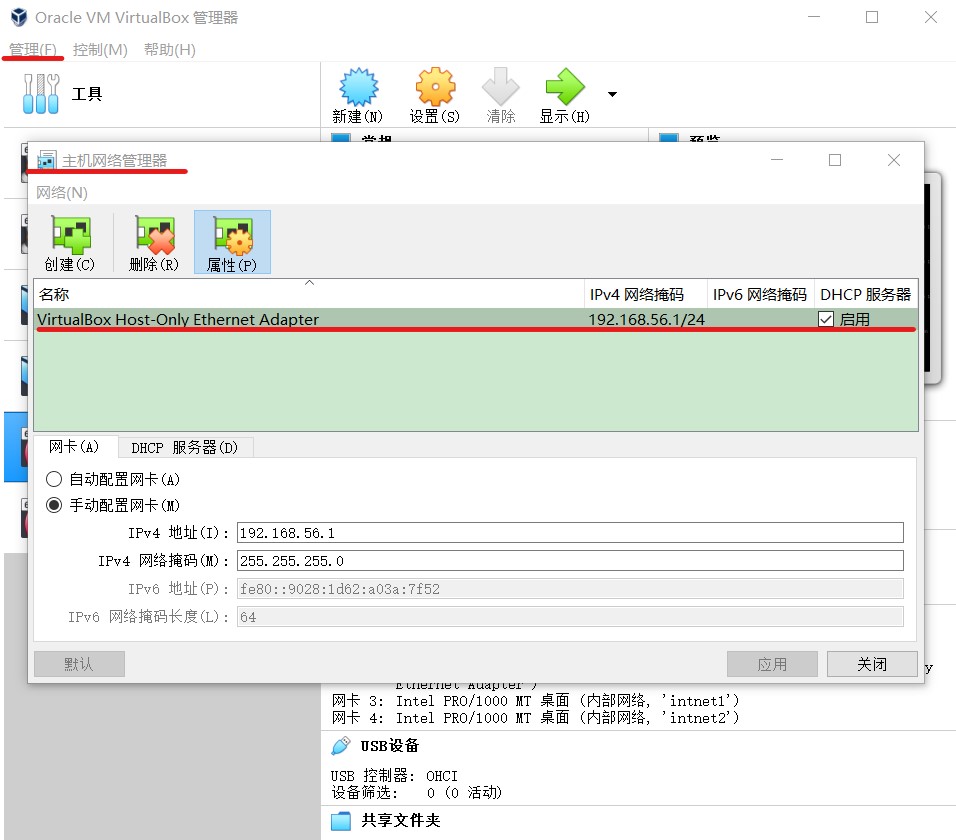 Oracle VM VirtualBox 管理器
管理(F) 控制(M) 帮助(H)
工具
新建(N) 设置(S) 清除 显示(H)
常规 预览
主机网络管理器
网络(N)
创建(C) 删除(R) 属性(P)
名称 IPv4 网络掩码 IPv6 网络掩码 DHCP 服务器
VirtualBox Host-Only Ethernet Adapter 192.168.56.1/24 启用
网卡(A) DHCP 服务器(D)
自动配置网卡(A)
手动配置网卡(M)
IPv4 地址(I): 192.168.56.1
IPv4 网络掩码(M): 255.255.255.0
IPv6 地址(P): fe80::9028:1d62:a03a:7f52
IPv6 网络掩码长度(L): 64
默认 应用 关闭
y
Ethernet Adapter')
网卡 3: Intel PRO/1000 MT 桌面 (内部网络, 'intnet1')
网卡 4: Intel PRO/1000 MT 桌面 (内部网络, 'intnet2')
USB设备
USB 控制器: OHCI
设备筛选: 0 (0 活动)
共享文件夹